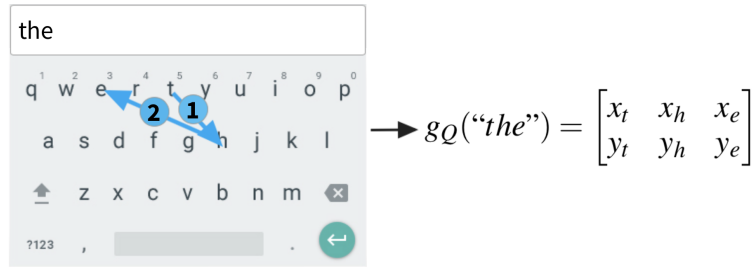 the
q 1 w 2 e 3 r 4 t 5 y 6 u 7 i 8 o 9 p 0
2 1
a s d f g h j k l
z x c v b n m
?123 , .
g_Q(“the”) = [x_t x_h x_e
y_t y_h y_e]